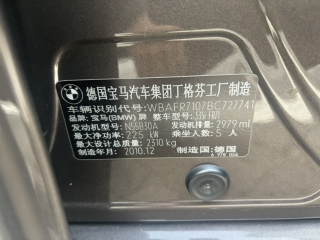 德国宝马汽车集团丁格芬工厂制造
车辆识别代号: WBAFR7107BC727741
品牌: 宝马(BMW) 整车型号: 535i FR71
发动机型号: N55B30A 发动机排量: 2979 ml
最大净功率: 225 kW 乘坐人数: 5 人
最大设计总质量: 2310 kg
制造年月: 2010.12 制造国: 德国